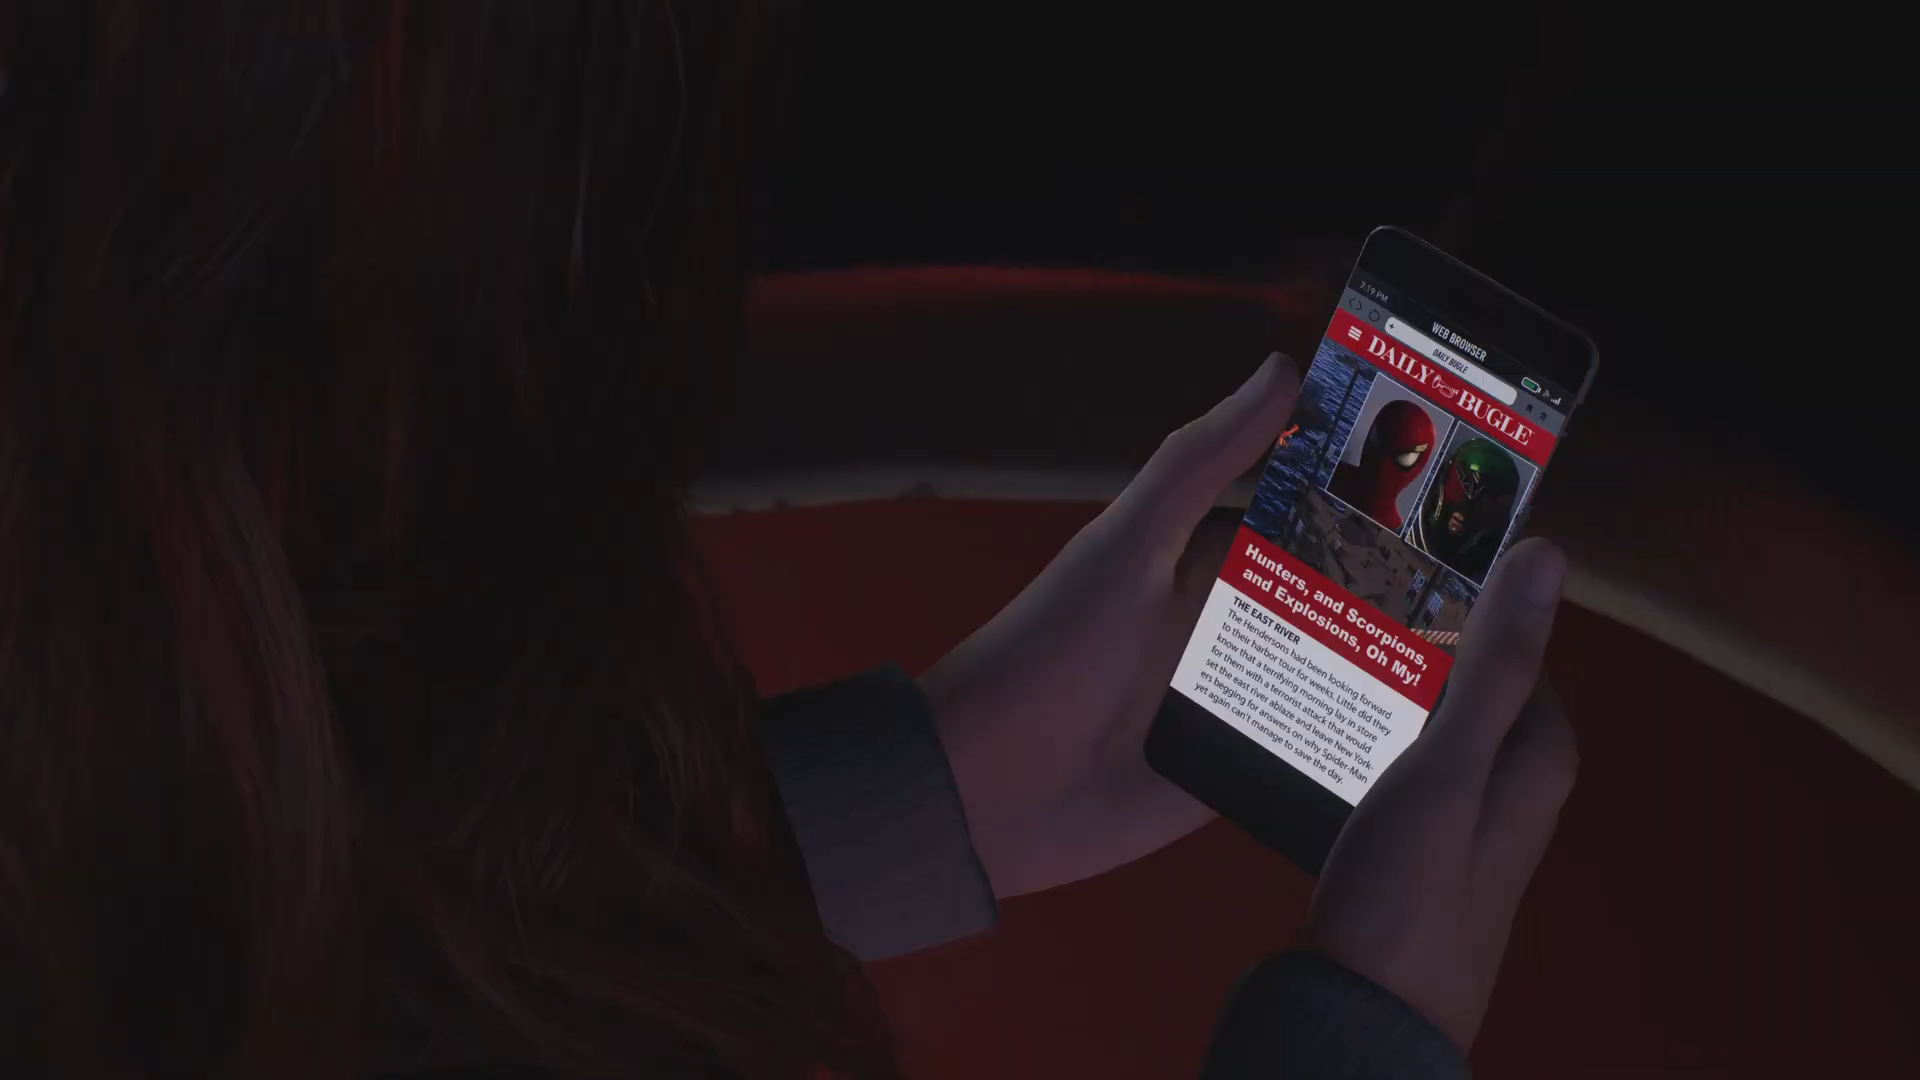 7:19 PM
WEB BROWSER
DAILY BUGLE
DAILY BUGLE
Hunters, and Scorpions,
and Explosions, Oh My!
THE EAST RIVER
The Hendersons had been looking forward
to their harbor tour for weeks. Little did they
know that a terrifying morning lay in store
for them with a terrorist attack that would
set the east river ablaze and leave New York-
ers begging for answers on why Spider-Man
yet again can't manage to save the day.